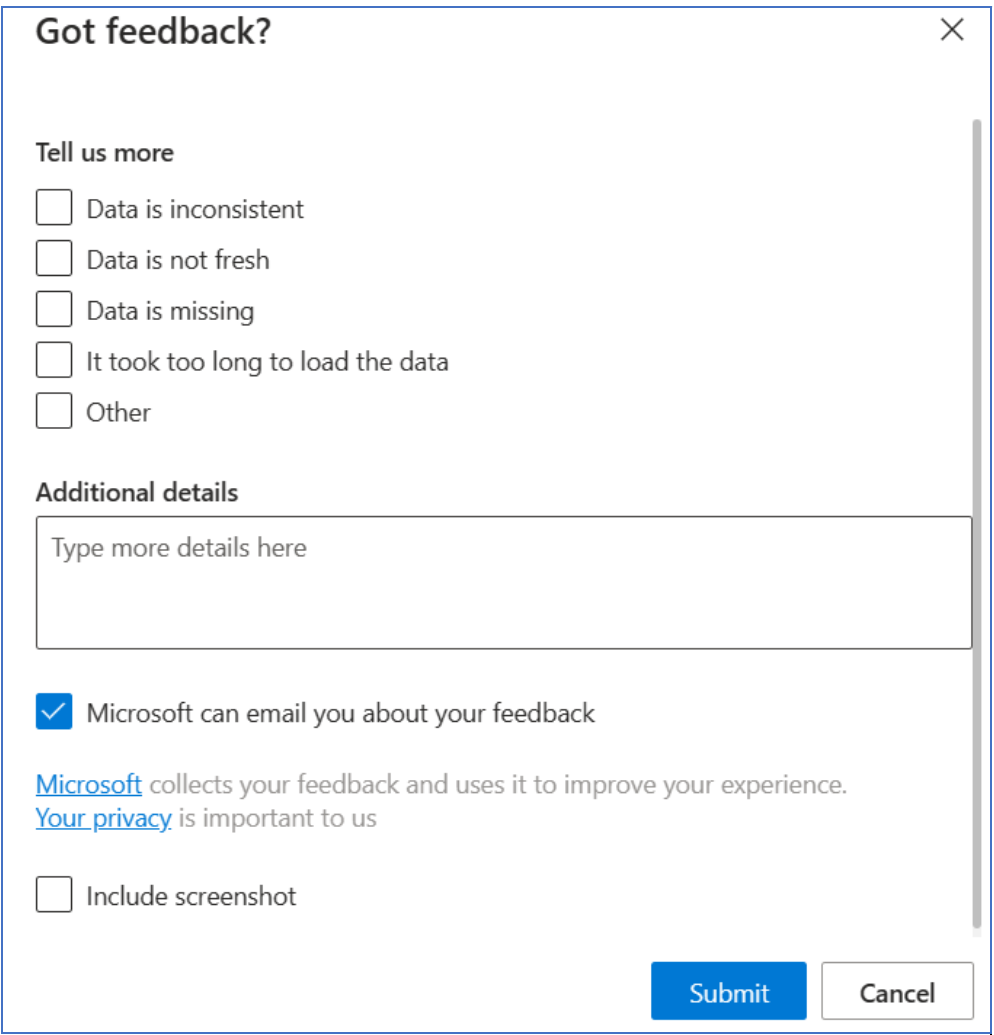 Got feedback?
Tell us more
Data is inconsistent
Data is not fresh
Data is missing
It took too long to load the data
Other
Additional details
Type more details here
Microsoft can email you about your feedback
Microsoft collects your feedback and uses it to improve your experience.
Your privacy is important to us
Include screenshot
Submit Cancel